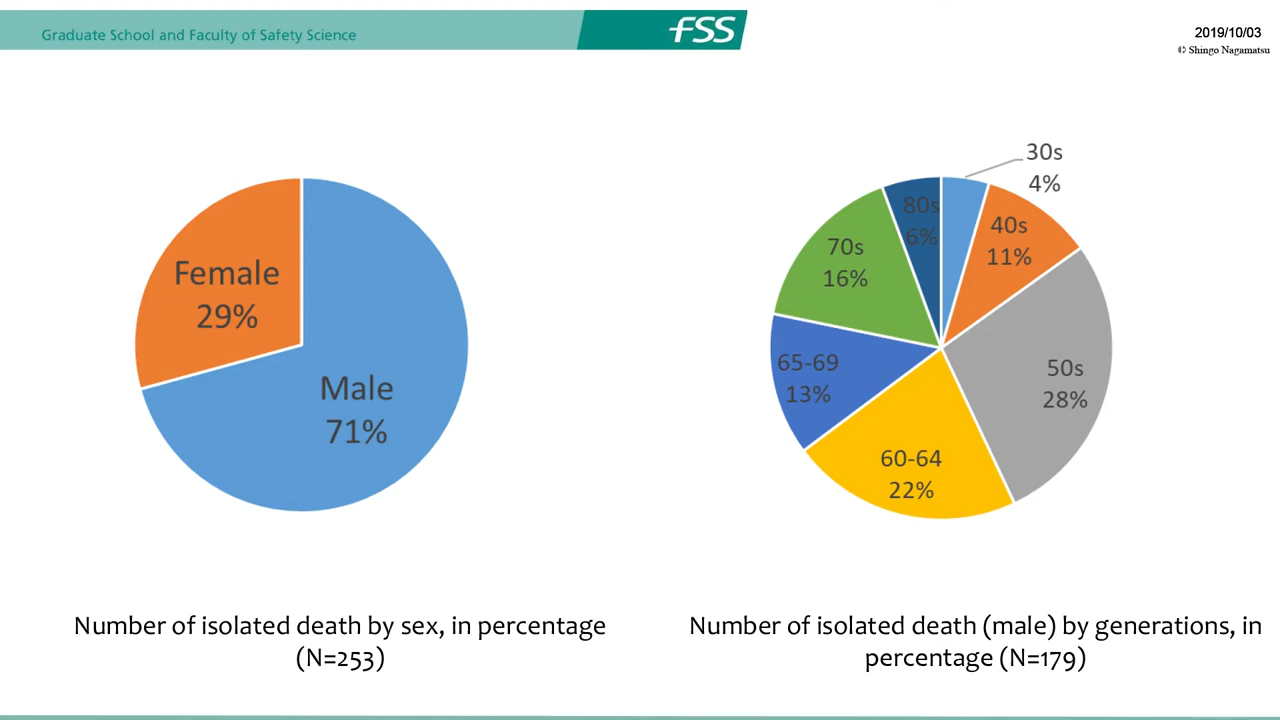 Graduate School and Faculty of Safety Science
FSS
2019/10/03
© Shingo Nagamatsu
Female
29%
Male
71%
30s
4%
40s
11%
50s
28%
60-64
22%
65-69
13%
70s
16%
80s
6%
Number of isolated death by sex, in percentage
(N=253)
Number of isolated death (male) by generations, in
percentage (N=179)